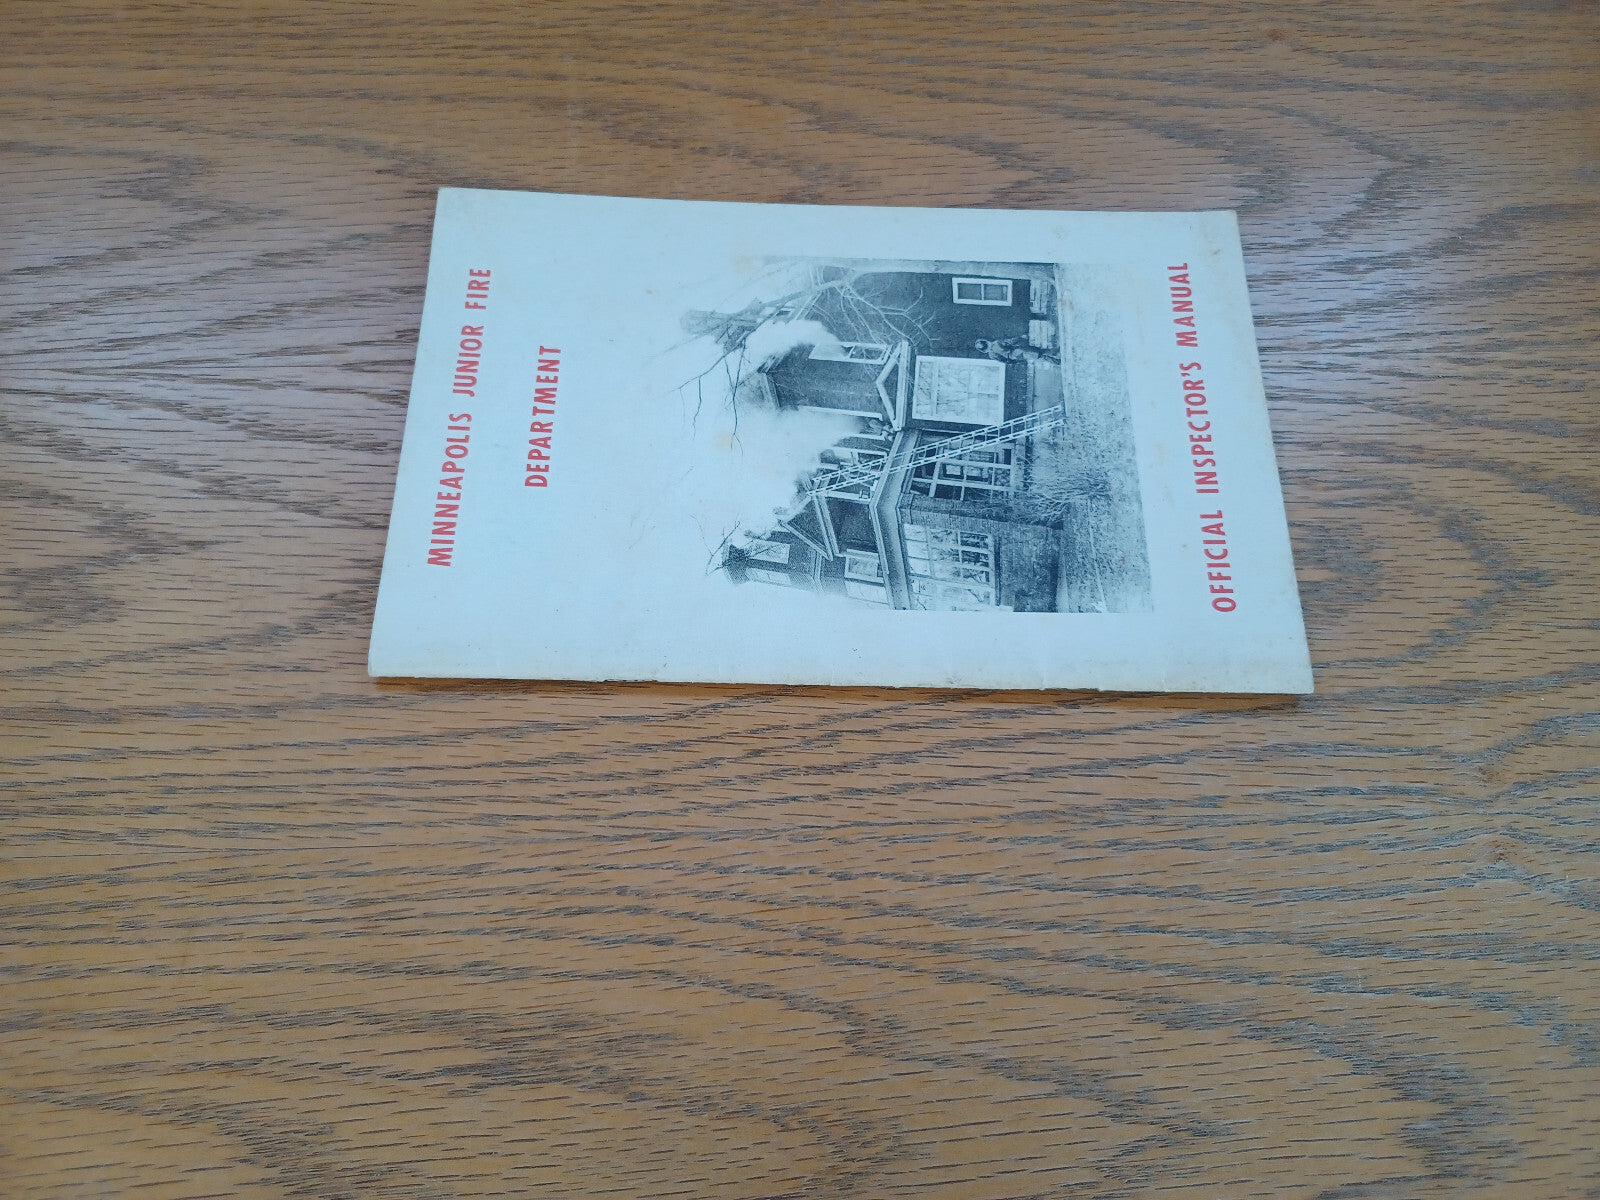 MINNEAPOLIS JUNIOR FIRE
DEPARTMENT
OFFICIAL INSPECTOR'S MANUAL